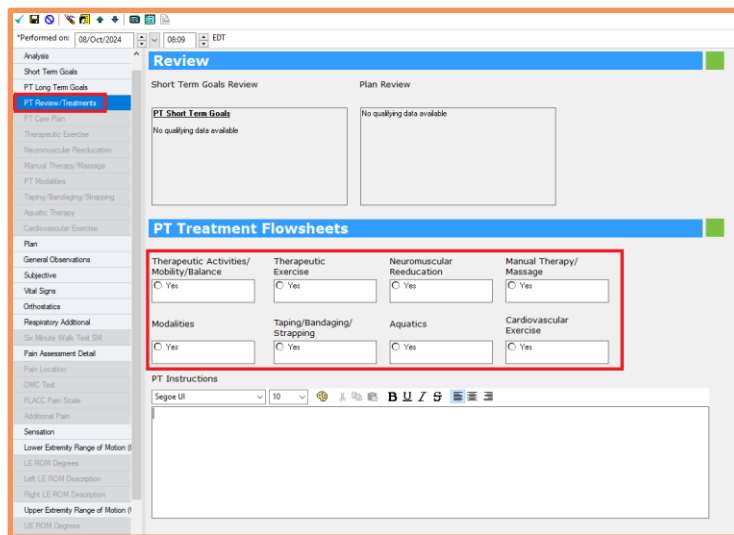 *Performed on: 08/Oct/2024 08:09 EDT
Analysis
Short Term Goals
PT Long Term Goals
PT Review/Treatments
PT Care Plan
Therapeutic Exercise
Neuromuscular Reeducation
Manual Therapy/Massage
PT Modalities
Taping/Bandaging/Strapping
Aquatic Therapy
Cardiovascular Exercise
Plan
General Observations
Subjective
Vital Signs
Orthostatics
Respiratory Additional
Six Minute Walk Test SM
Pain Assessment Detail
Pain Location
OMC Test
FLACC Pain Scale
Additional Pain
Sensation
Lower Extremity Range of Motion (
LE ROM Degrees
Left LE ROM Description
Right LE ROM Description
Upper Extremity Range of Motion (
UE ROM Degrees
Review
Short Term Goals Review
Plan Review
PT Short Term Goals
No qualifying data available
No qualifying data available
PT Treatment Flowsheets
Therapeutic Activities/
Mobility/Balance
Yes
Therapeutic
Exercise
Yes
Neuromuscular
Reeducation
Yes
Manual Therapy/
Massage
Yes
Modalities
Yes
Taping/Bandaging/
Strapping
Yes
Aquatics
Yes
Cardiovascular
Exercise
Yes
PT Instructions
Segoe UI 10 B U I S